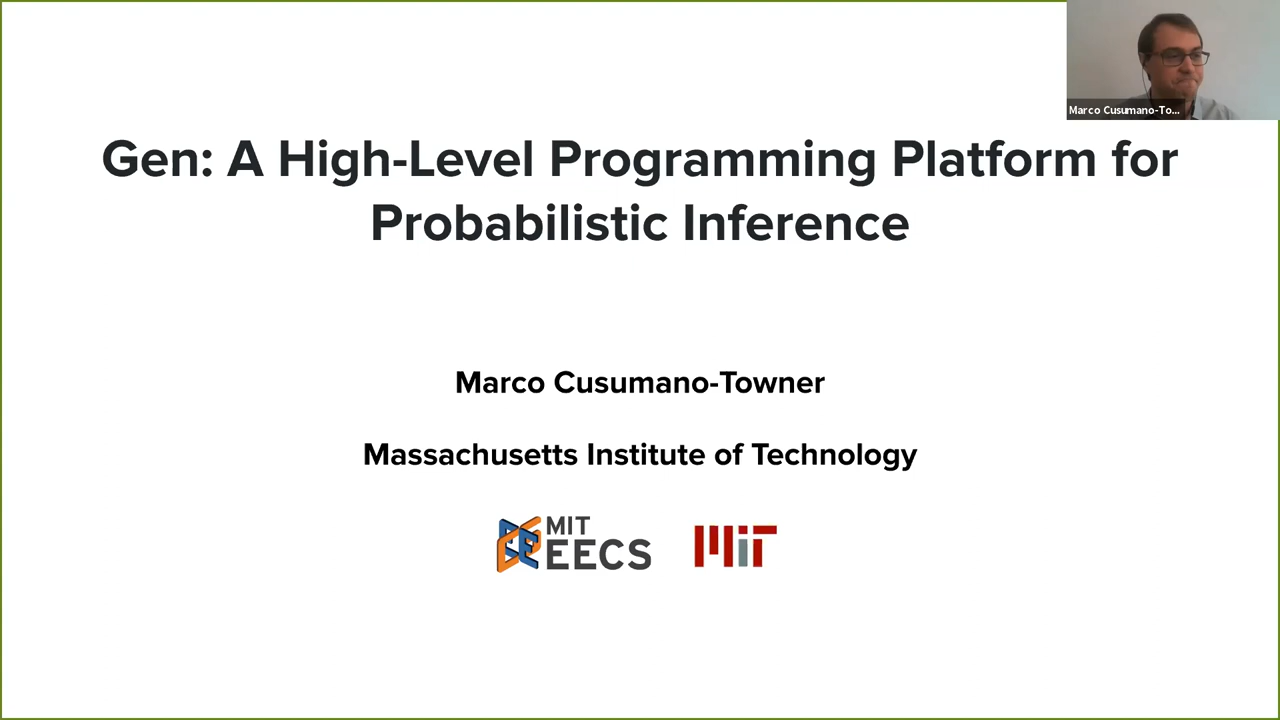 Marco Cusumano-To...
Gen: A High-Level Programming Platform for
Probabilistic Inference
Marco Cusumano-Towner
Massachusetts Institute of Technology
MIT
EECS
MIT